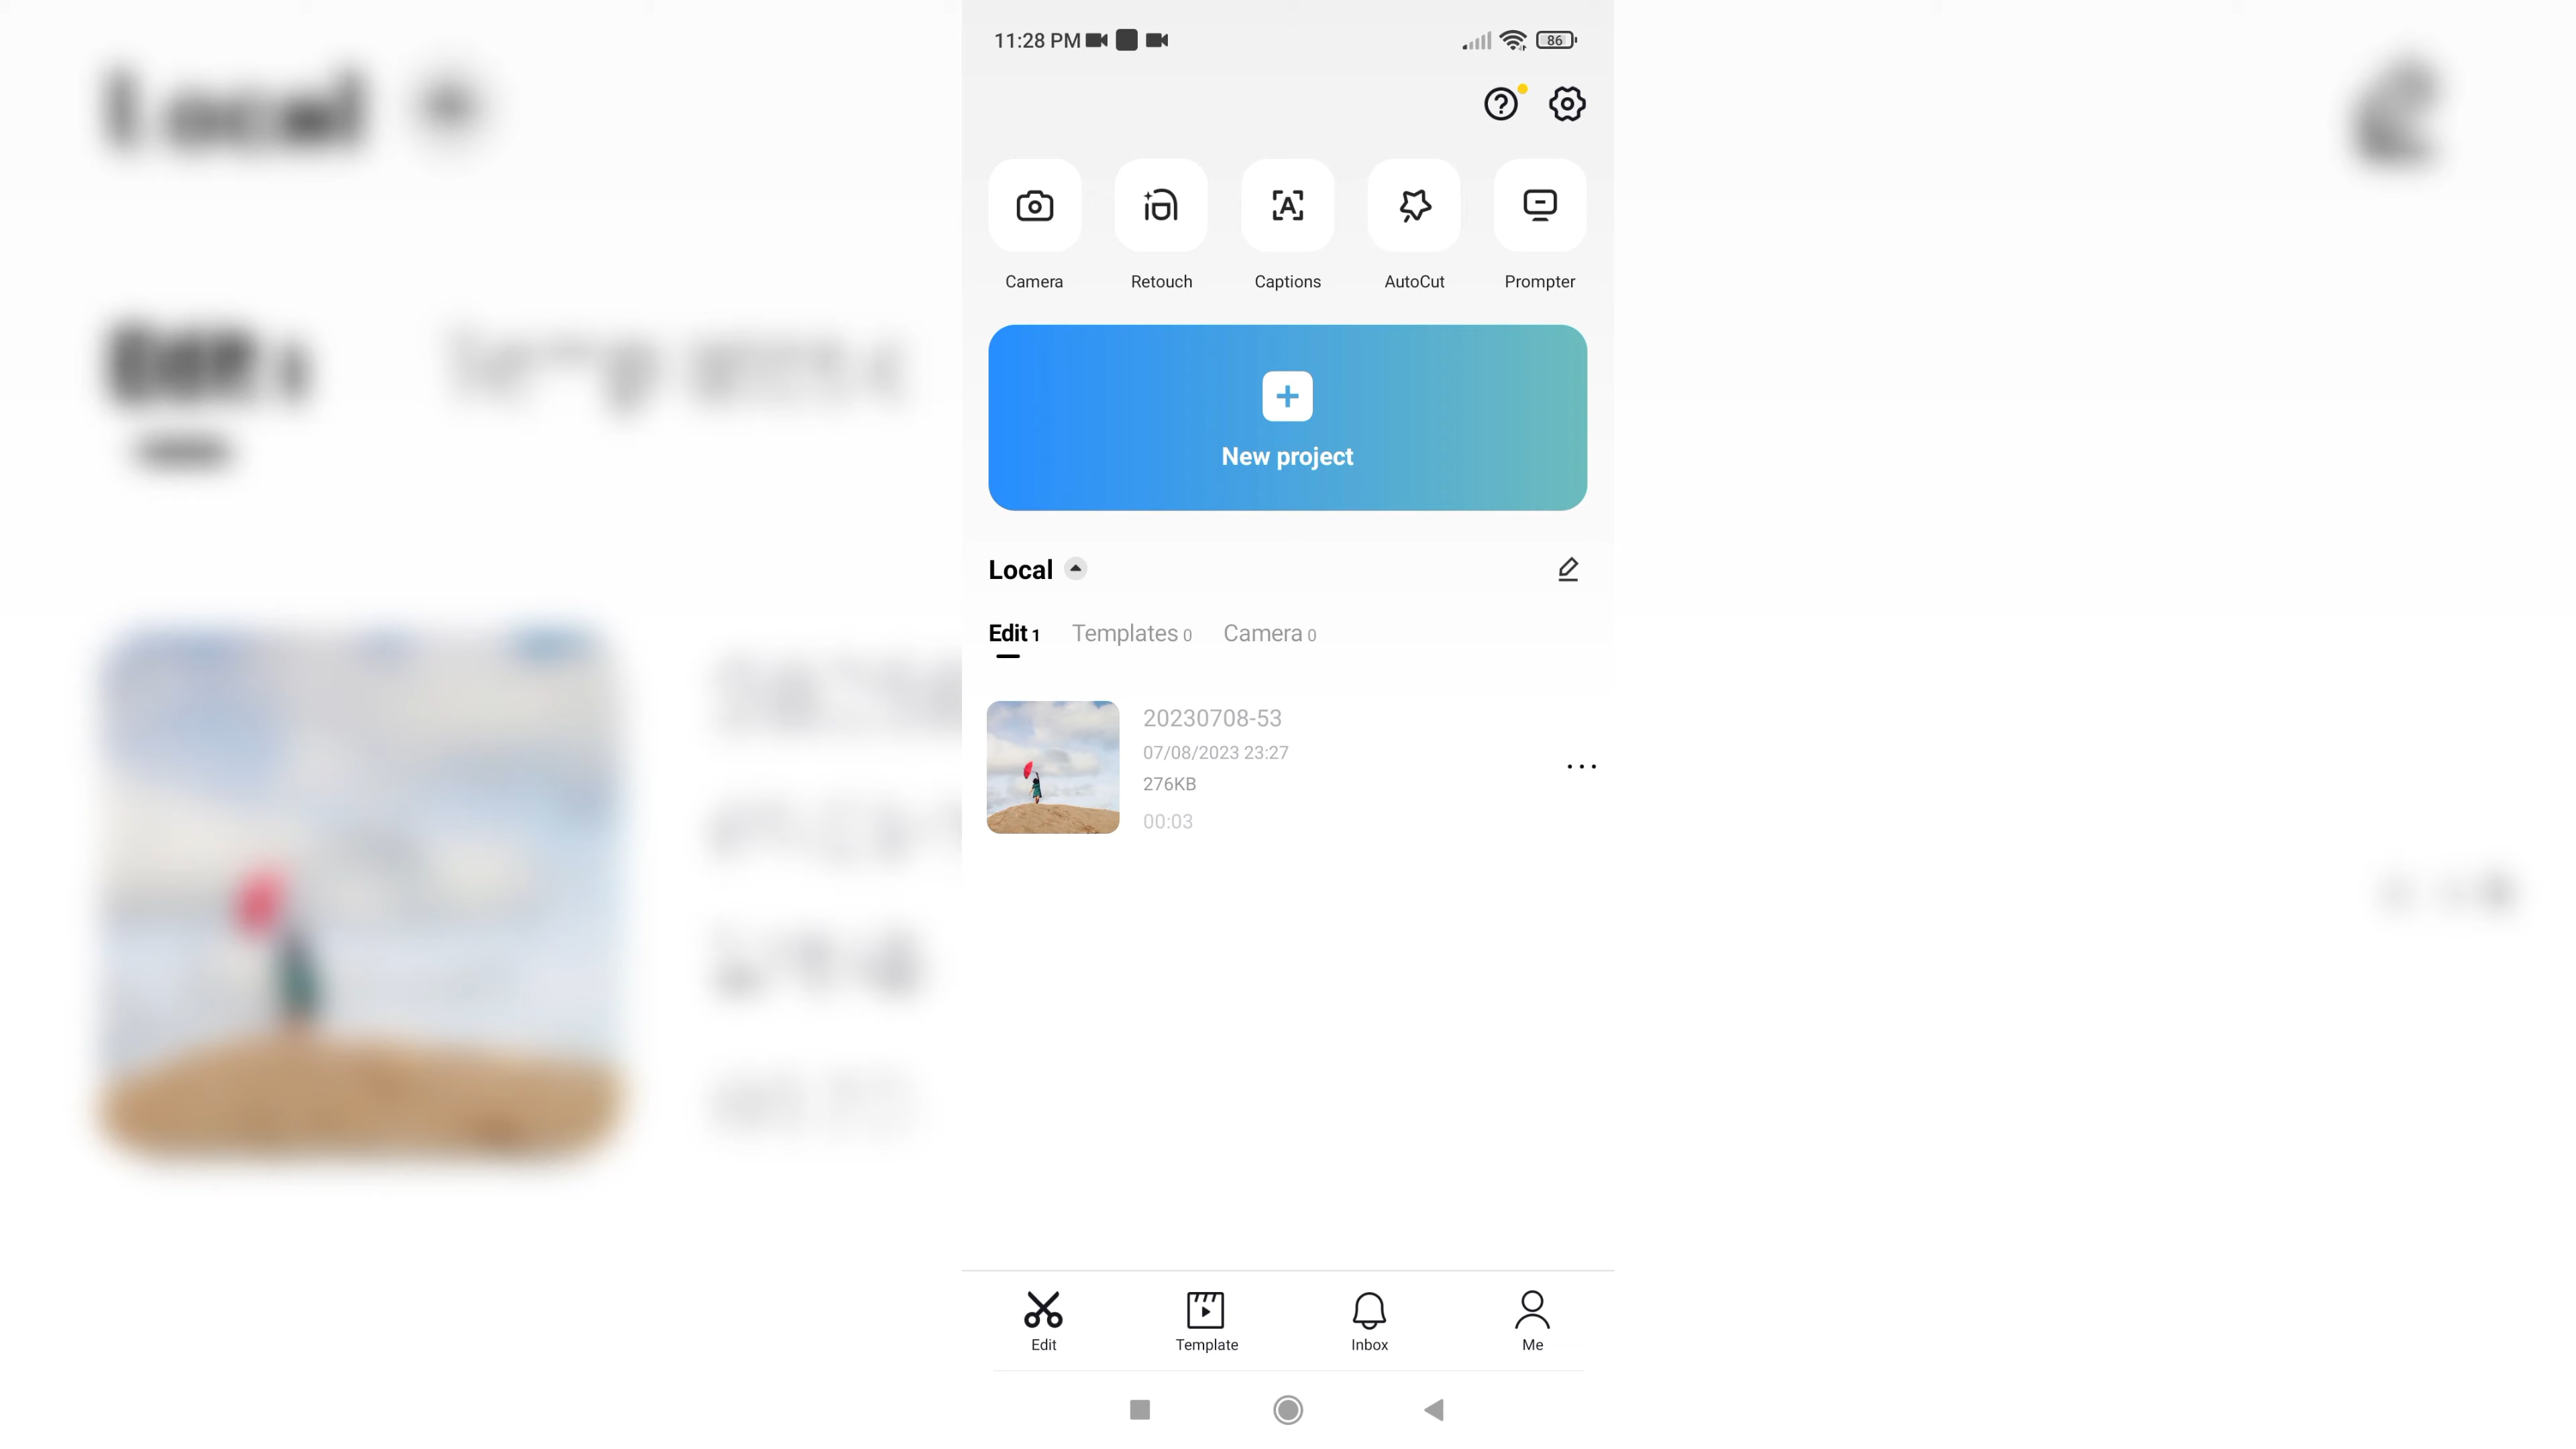 11:28 PM
86
Camera
Retouch
Captions
AutoCut
Prompter
New project
Local
Edit 1
Templates 0
Camera 0
20230708-53
07/08/2023 23:27
276KB
00:03
Edit
Template
Inbox
Me
Local